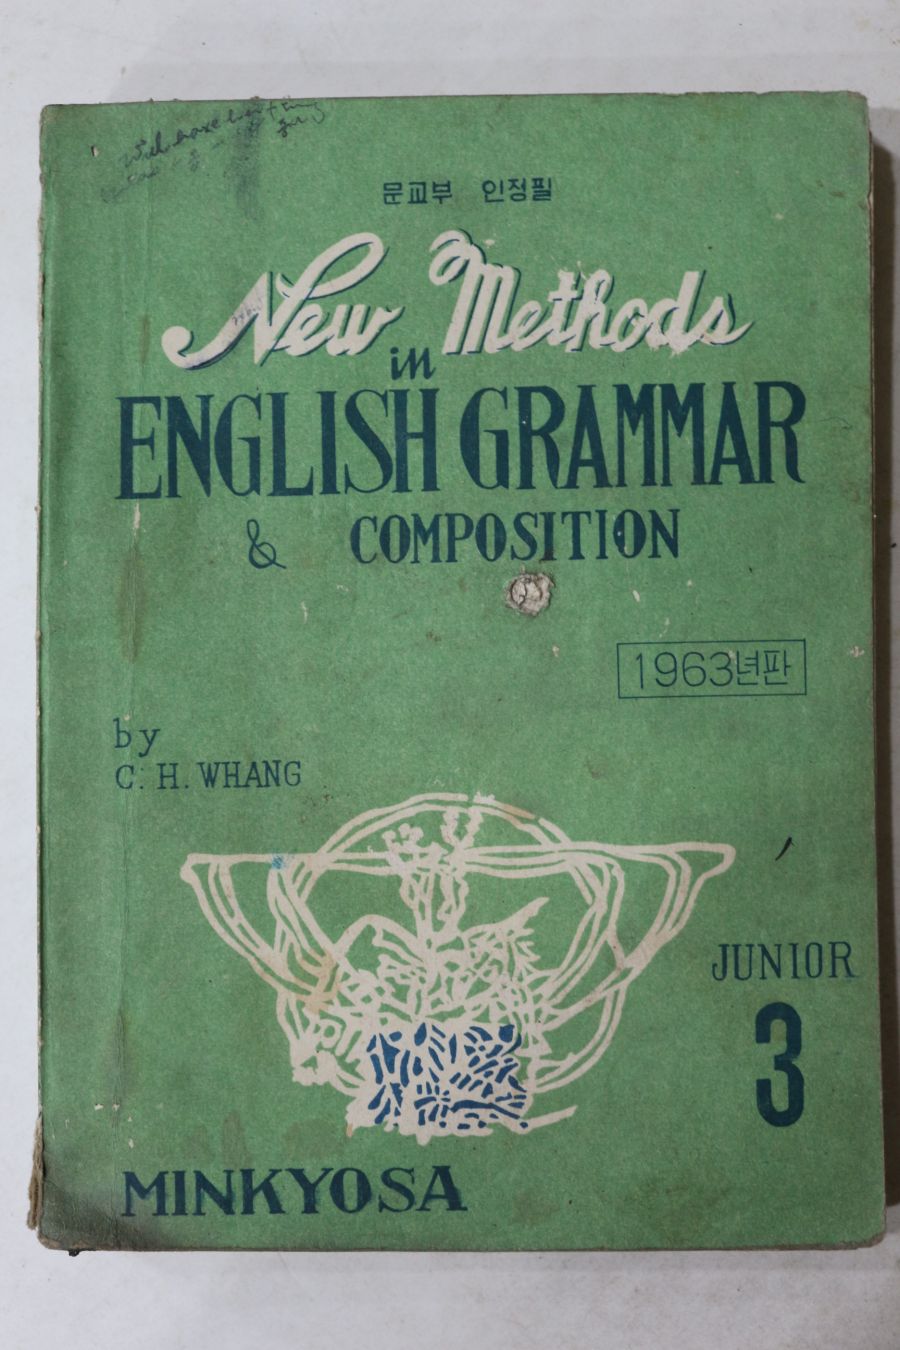 문교부 인정필
New Methods
in
ENGLISH GRAMMAR
& COMPOSITION
1963년판
by
C. H. WHANG
JUNIOR
3
MINKYOSA